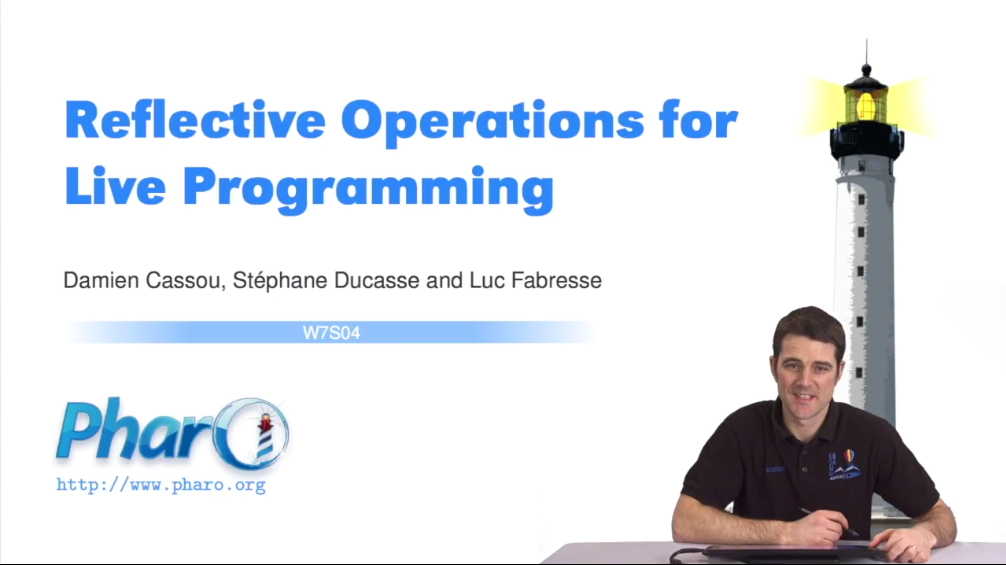 Reflective Operations for
Live Programming
Damien Cassou, Stéphane Ducasse and Luc Fabresse
W7S04
Pharo
http://www.pharo.org